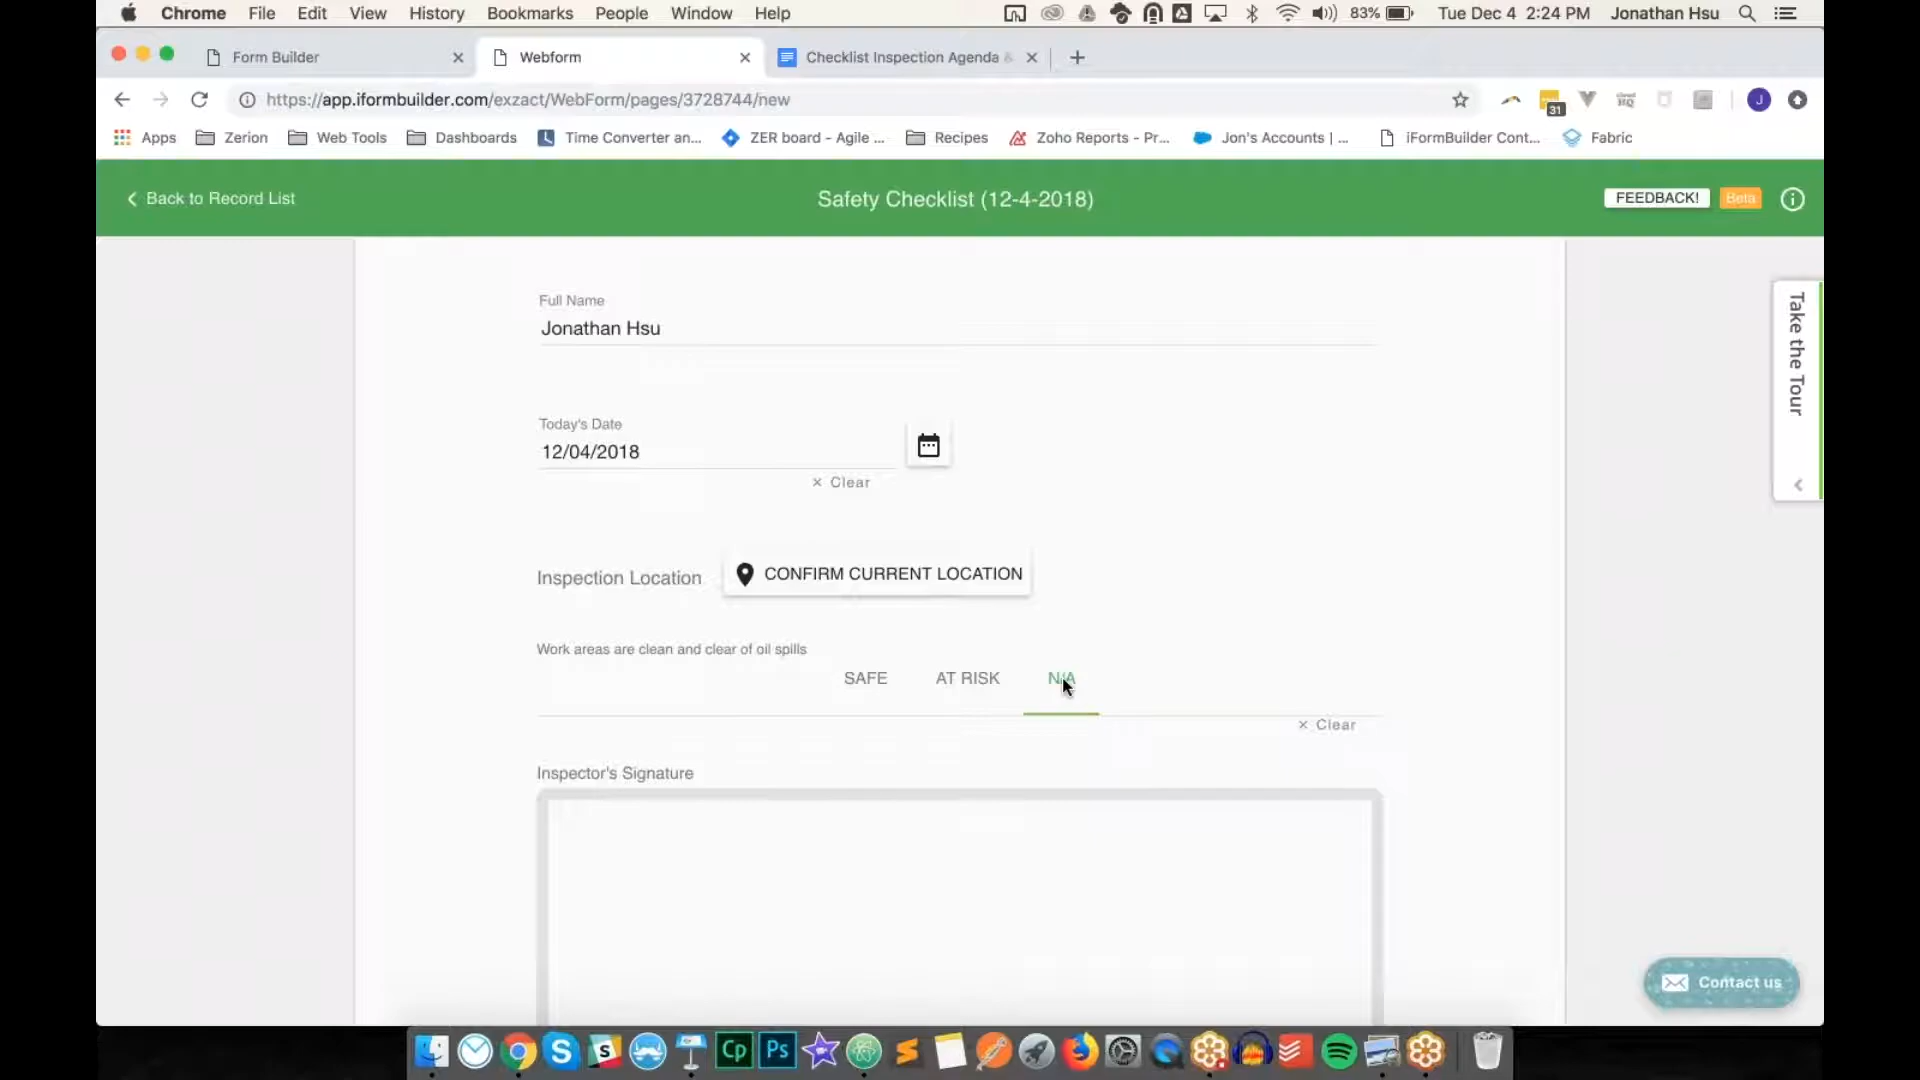 Chrome File Edit View History Bookmarks People Window Help 83% Tue Dec 4 2:24 PM Jonathan Hsu
Form Builder Webform Checklist Inspection Agenda &
https://app.iformbuilder.com/exzact/WebForm/pages/3728744/new 31 J
Apps Zerion Web Tools Dashboards Time Converter an... ZER board - Agile ... Recipes Zoho Reports - Pr... Jon's Accounts | ... iFormBuilder Cont... Fabric
Back to Record List Safety Checklist (12-4-2018) FEEDBACK! Beta
Take the Tour
Full Name
Jonathan Hsu
Today's Date
12/04/2018
× Clear
Inspection Location CONFIRM CURRENT LOCATION
Work areas are clean and clear of oil spills
SAFE AT RISK N/A
× Clear
Inspector's Signature
Contact us
S S Cp Ps